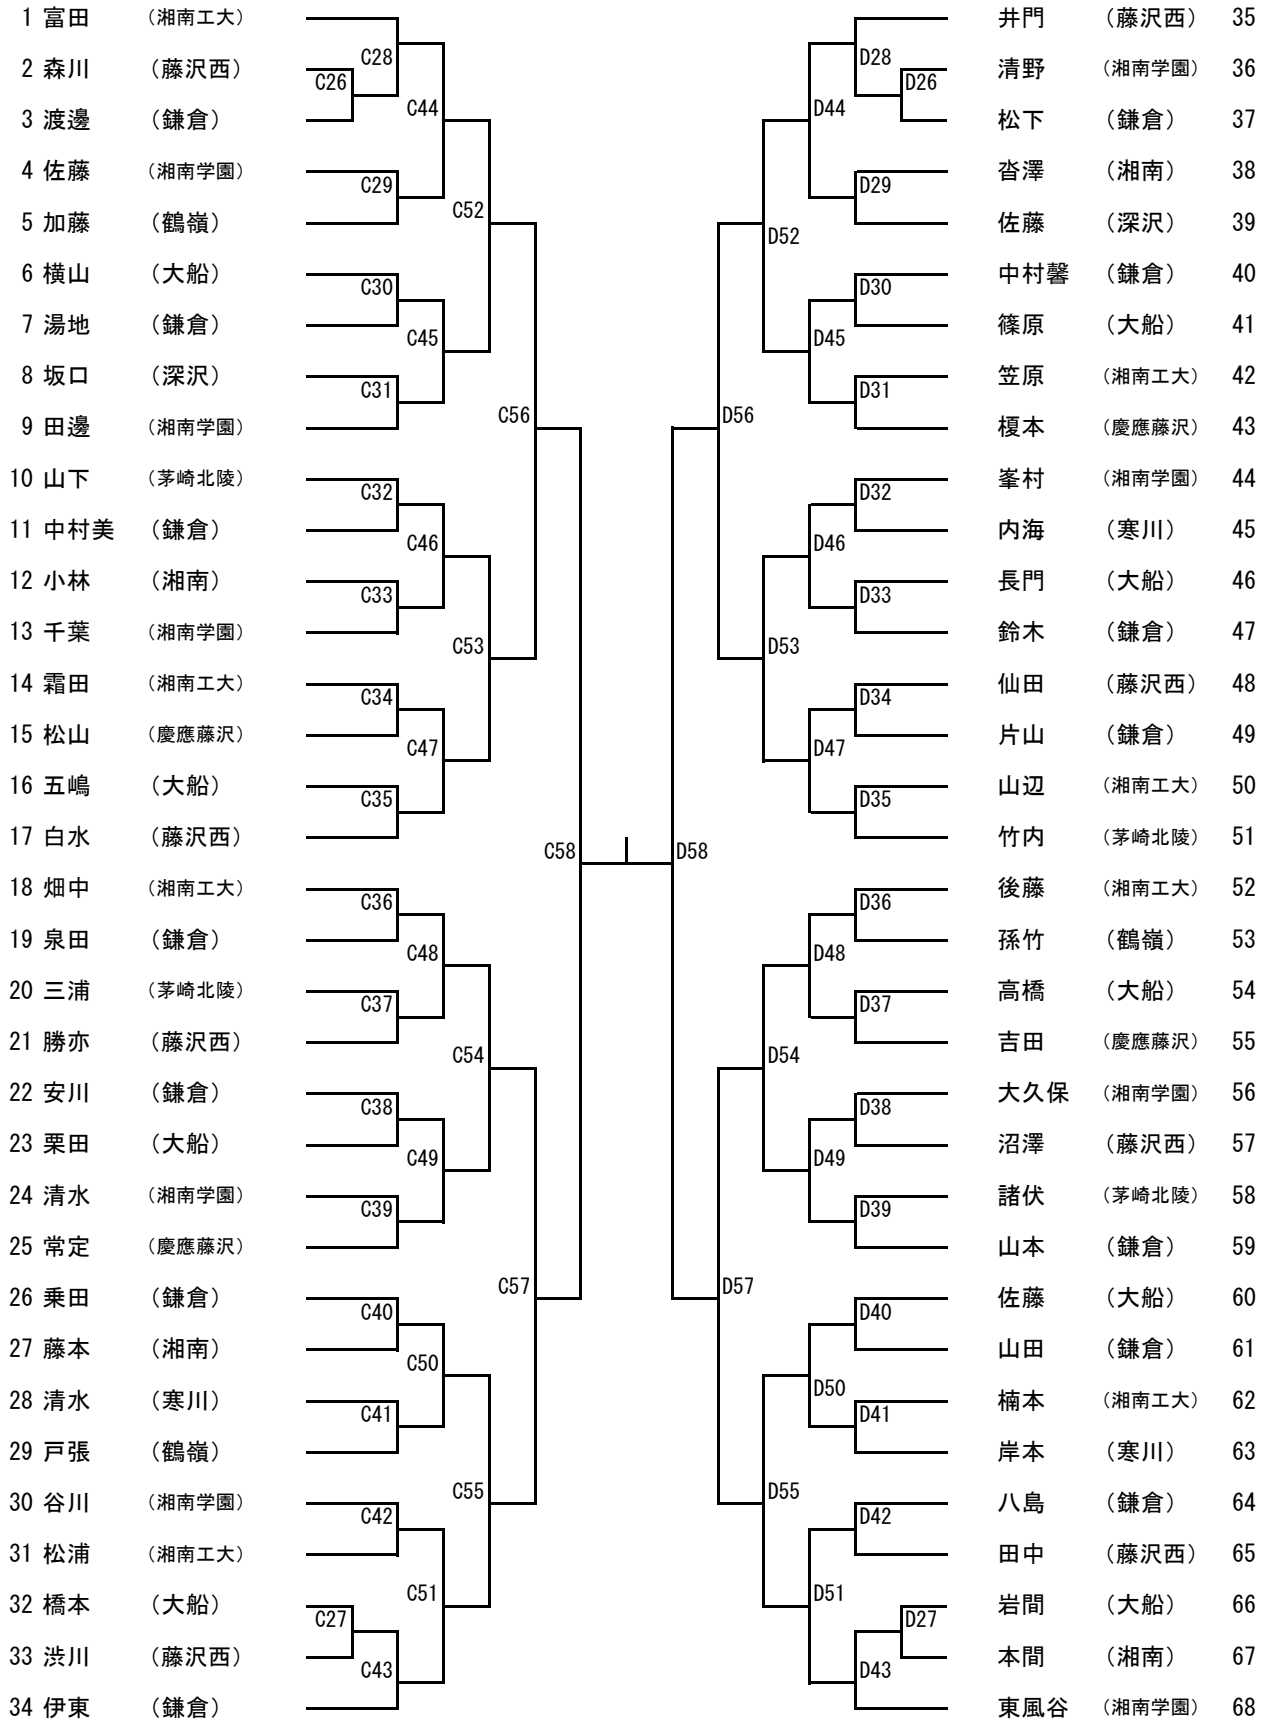 1 富田 （湘南工大）
2 森川 （藤沢西）
3 渡邊 （鎌倉）
4 佐藤 （湘南学園）
5 加藤 （鶴嶺）
6 横山 （大船）
7 湯地 （鎌倉）
8 坂口 （深沢）
9 田邊 （湘南学園）
10 山下 （茅崎北陵）
11 中村美 （鎌倉）
12 小林 （湘南）
13 千葉 （湘南学園）
14 霜田 （湘南工大）
15 松山 （慶應藤沢）
16 五嶋 （大船）
17 白水 （藤沢西）
18 畑中 （湘南工大）
19 泉田 （鎌倉）
20 三浦 （茅崎北陵）
21 勝亦 （藤沢西）
22 安川 （鎌倉）
23 栗田 （大船）
24 清水 （湘南学園）
25 常定 （慶應藤沢）
26 乗田 （鎌倉）
27 藤本 （湘南）
28 清水 （寒川）
29 戸張 （鶴嶺）
30 谷川 （湘南学園）
31 松浦 （湘南工大）
32 橋本 （大船）
33 渋川 （藤沢西）
34 伊東 （鎌倉）
C26
C27
C28
C29
C30
C31
C32
C33
C34
C35
C36
C37
C38
C39
C40
C41
C42
C43
C44
C45
C46
C47
C48
C49
C50
C51
C52
C53
C54
C55
C56
C57
C58
D58
D56
D57
D52
D53
D54
D55
D44
D45
D46
D47
D48
D49
D50
D51
D28
D29
D30
D31
D32
D33
D34
D35
D36
D37
D38
D39
D40
D41
D42
D43
D26
D27
井門 （藤沢西） 35
清野 （湘南学園） 36
松下 （鎌倉） 37
沓澤 （湘南） 38
佐藤 （深沢） 39
中村馨 （鎌倉） 40
篠原 （大船） 41
笠原 （湘南工大） 42
榎本 （慶應藤沢） 43
峯村 （湘南学園） 44
内海 （寒川） 45
長門 （大船） 46
鈴木 （鎌倉） 47
仙田 （藤沢西） 48
片山 （鎌倉） 49
山辺 （湘南工大） 50
竹内 （茅崎北陵） 51
後藤 （湘南工大） 52
孫竹 （鶴嶺） 53
高橋 （大船） 54
吉田 （慶應藤沢） 55
大久保 （湘南学園） 56
沼澤 （藤沢西） 57
諸伏 （茅崎北陵） 58
山本 （鎌倉） 59
佐藤 （大船） 60
山田 （鎌倉） 61
楠本 （湘南工大） 62
岸本 （寒川） 63
八島 （鎌倉） 64
田中 （藤沢西） 65
岩間 （大船） 66
本間 （湘南） 67
東風谷 （湘南学園） 68